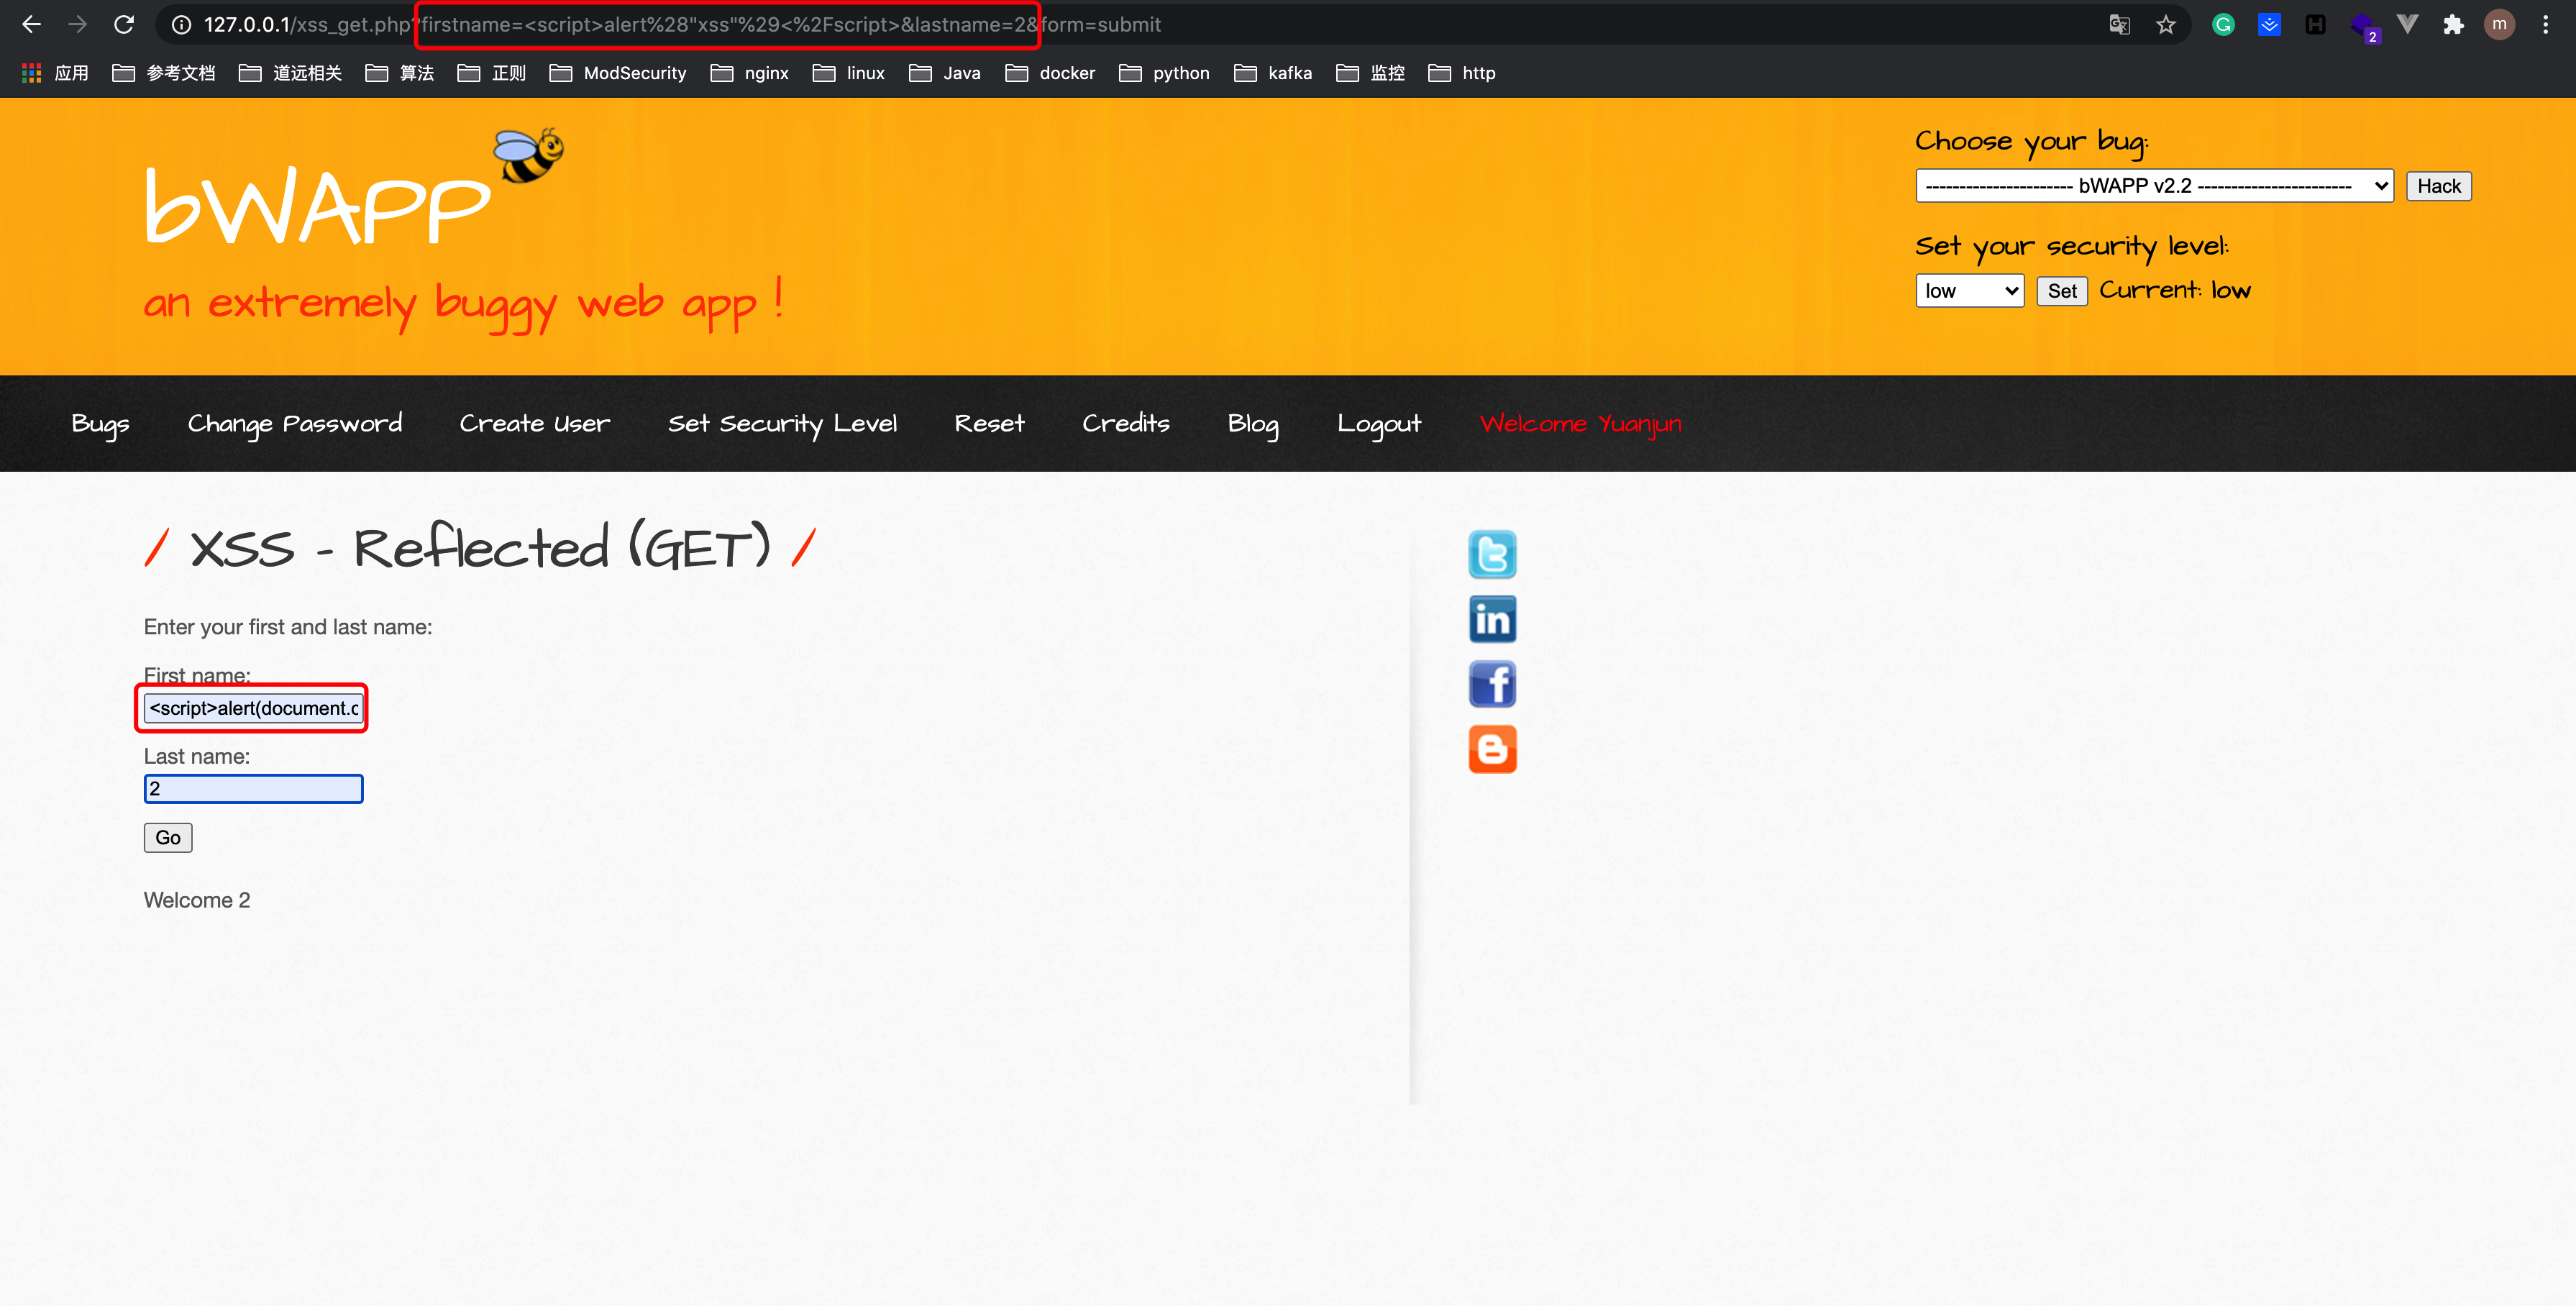 127.0.0.1/xss_get.php?firstname=<script>alert%28"xss"%29<%2Fscript>&lastname=2&form=submit
2
m
应用 参考文档 道远相关 算法 正则 ModSecurity nginx linux Java docker python kafka 监控 http
bWAPP
an extremely buggy web app !
Choose your bug:
---------------------- bWAPP v2.2 ----------------------- Hack
Set your security level:
low Set Current: low
Bugs Change Password Create User Set Security Level Reset Credits Blog Logout Welcome Yuanjun
/ XSS - Reflected (GET) /
Enter your first and last name:
First name:
<script>alert(document.c
Last name:
2
Go
Welcome 2